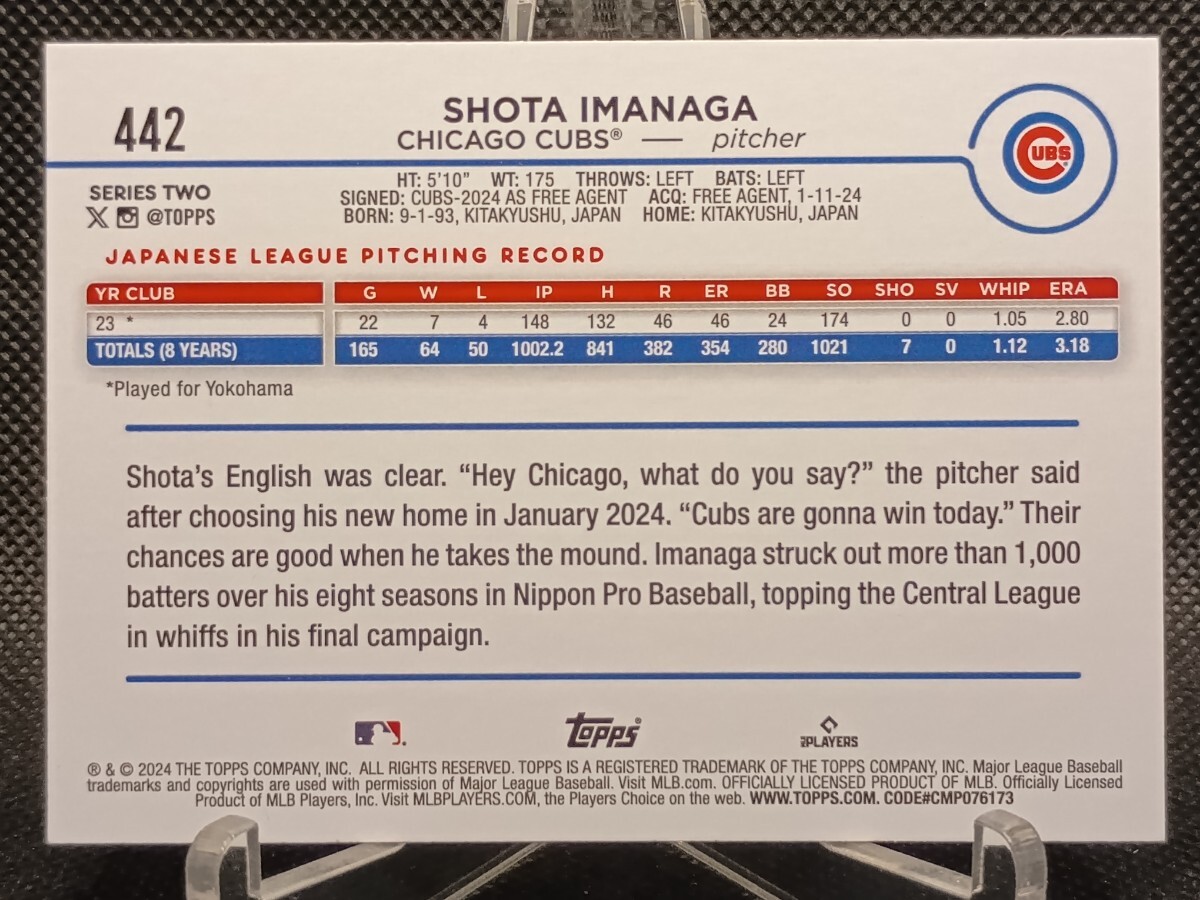 442
SHOTA IMANAGA
CHICAGO CUBS® — pitcher
CUBS
SERIES TWO
@TOPPS
HT: 5'10" WT: 175 THROWS: LEFT BATS: LEFT
SIGNED: CUBS-2024 AS FREE AGENT ACQ: FREE AGENT, 1-11-24
BORN: 9-1-93, KITAKYUSHU, JAPAN HOME: KITAKYUSHU, JAPAN
JAPANESE LEAGUE PITCHING RECORD
YR CLUB G W L IP H R ER BB SO SHO SV WHIP ERA
23 * 22 7 4 148 132 46 46 24 174 0 0 1.05 2.80
TOTALS (8 YEARS) 165 64 50 1002.2 841 382 354 280 1021 7 0 1.12 3.18
*Played for Yokohama
Shota's English was clear. "Hey Chicago, what do you say?" the pitcher said
after choosing his new home in January 2024. "Cubs are gonna win today." Their
chances are good when he takes the mound. Imanaga struck out more than 1,000
batters over his eight seasons in Nippon Pro Baseball, topping the Central League
in whiffs in his final campaign.
Topps®
MLB PLAYERS
® & © 2024 THE TOPPS COMPANY, INC. ALL RIGHTS RESERVED. TOPPS IS A REGISTERED TRADEMARK OF THE TOPPS COMPANY, INC. Major League Baseball
trademarks and copyrights are used with permission of Major League Baseball. Visit MLB.com. OFFICIALLY LICENSED PRODUCT OF MLB. Officially Licensed
Product of MLB Players, Inc. Visit MLBPLAYERS.COM, the Players Choice on the web. WWW.TOPPS.COM. CODE#CMP076173